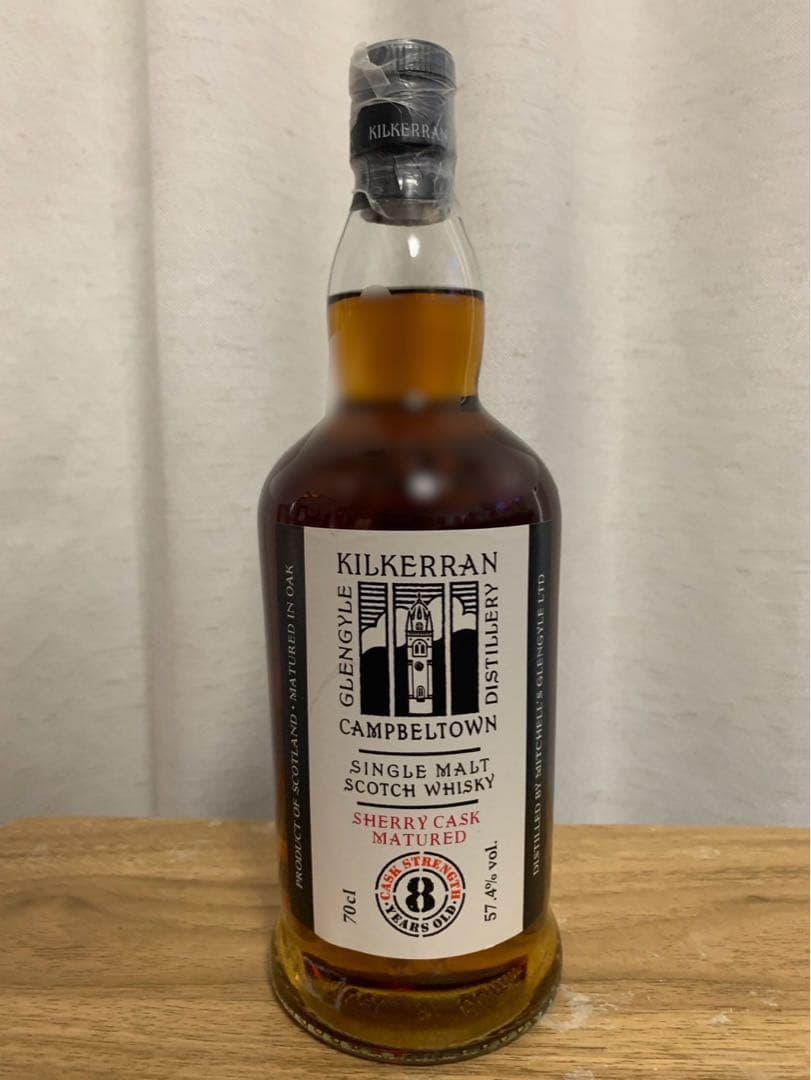 KILKERRAN
KILKERRAN
GLENGYLE
DISTILLERY
CAMPBELTOWN
SINGLE MALT
SCOTCH WHISKY
SHERRY CASK
MATURED
CASK STRENGTH
8
·YEARS OLD·
70cl
57.4% vol.
PRODUCT OF SCOTLAND · MATURED IN OAK
DISTILLED BY MITCHELL'S GLENGYLE LTD